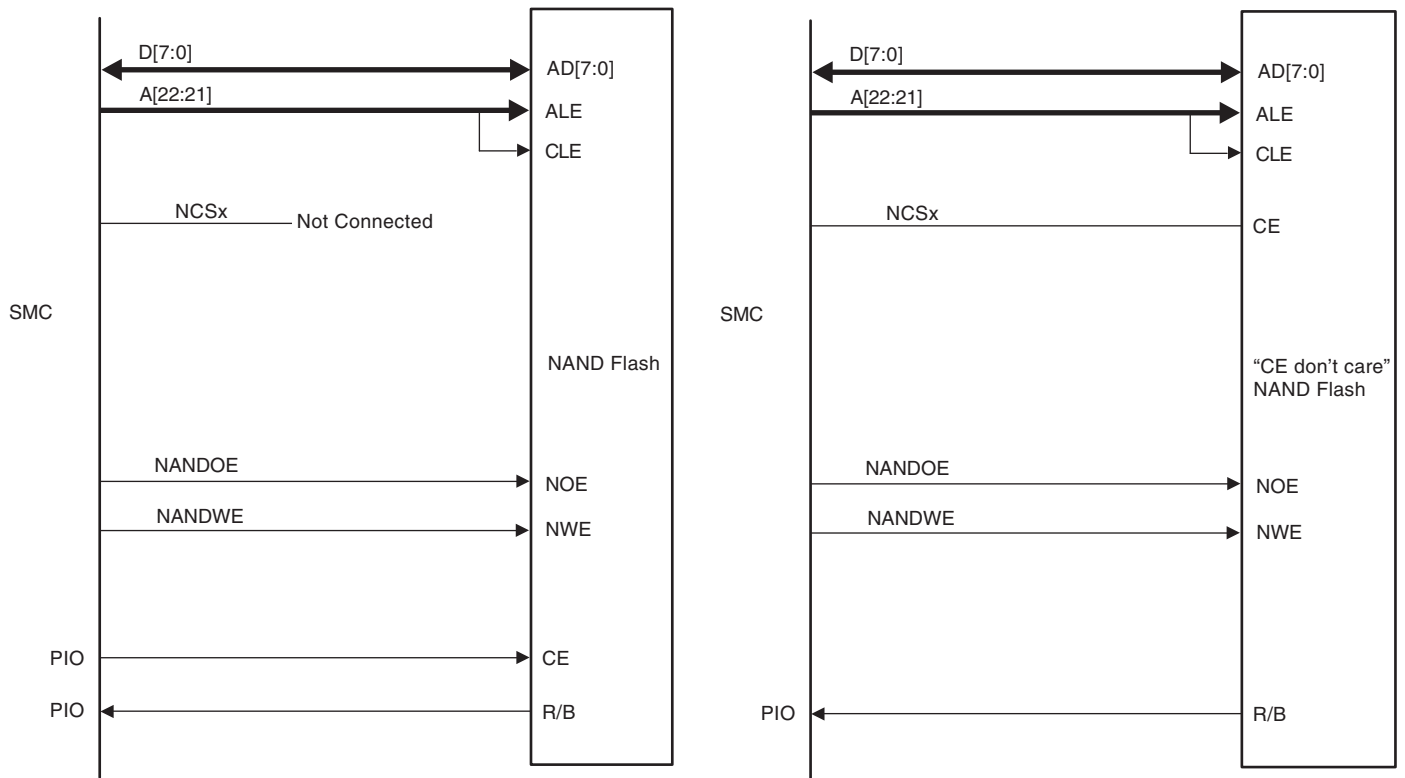 D[7:0]
AD[7:0]
A[22:21]
ALE
CLE
NCSx
Not Connected
SMC
NAND Flash
NANDOE
NOE
NANDWE
NWE
PIO
CE
PIO
R/B
D[7:0]
AD[7:0]
A[22:21]
ALE
CLE
NCSx
CE
SMC
“CE don’t care”
NAND Flash
NANDOE
NOE
NANDWE
NWE
PIO
R/B